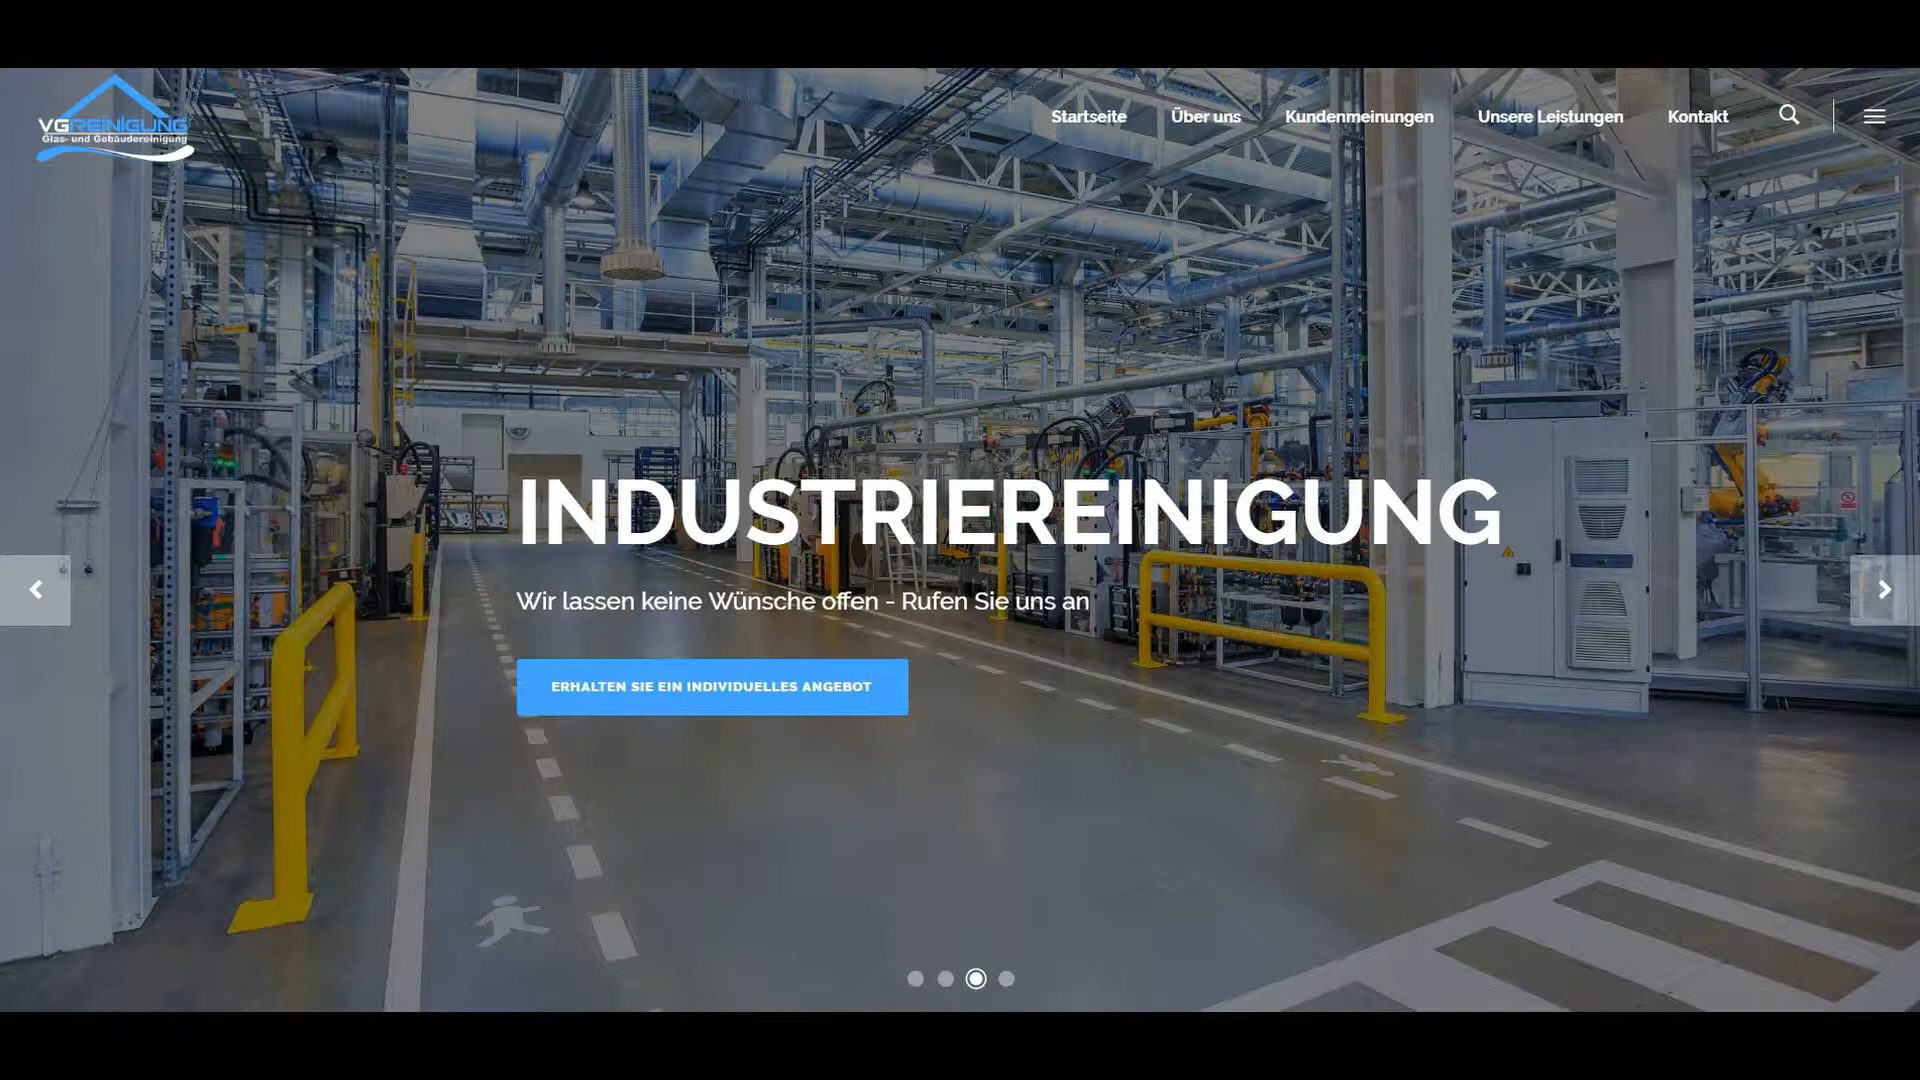 VGREINIGUNG
Glas- und Gebäudereinigung
Startseite
Über uns
Kundenmeinungen
Unsere Leistungen
Kontakt
INDUSTRIEREINIGUNG
Wir lassen keine Wünsche offen - Rufen Sie uns an
ERHALTEN SIE EIN INDIVIDUELLES ANGEBOT